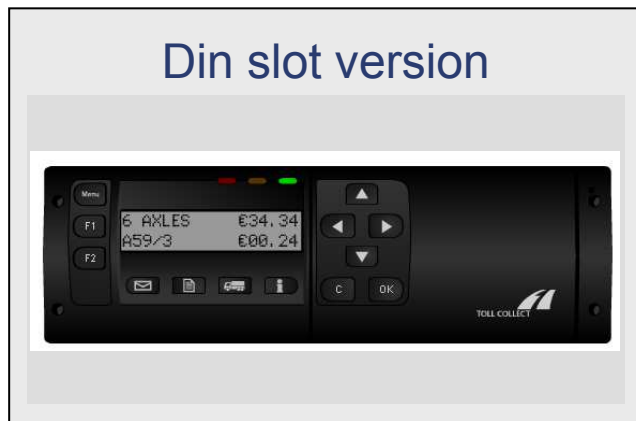 Din slot version
Menu
F1
6 AXLES €34.34
A59/3 €00.24
F2
C OK
TOLL COLLECT